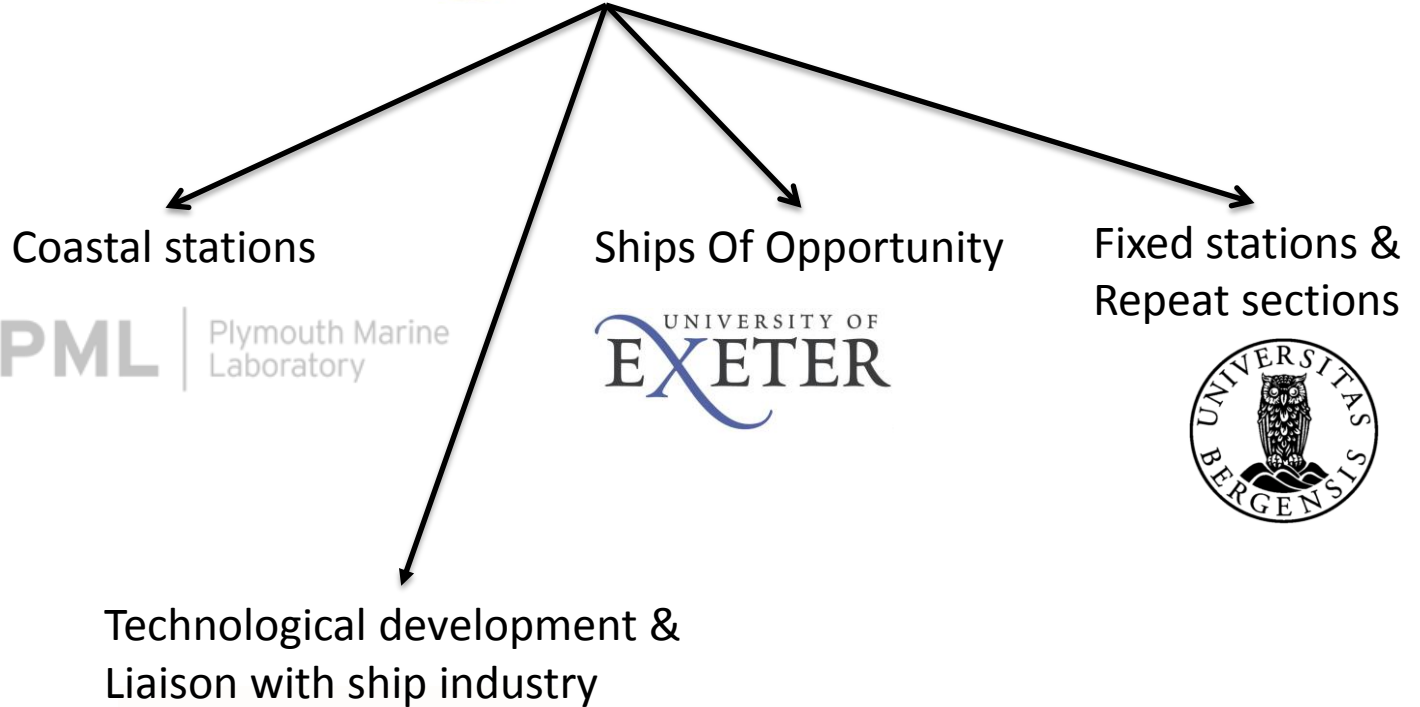 Coastal stations
PML
Plymouth Marine
Laboratory
Ships Of Opportunity
UNIVERSITY OF
EXETER
Fixed stations &
Repeat sections
UNIVERSITAS
BERGENSIS
Technological development &
Liaison with ship industry